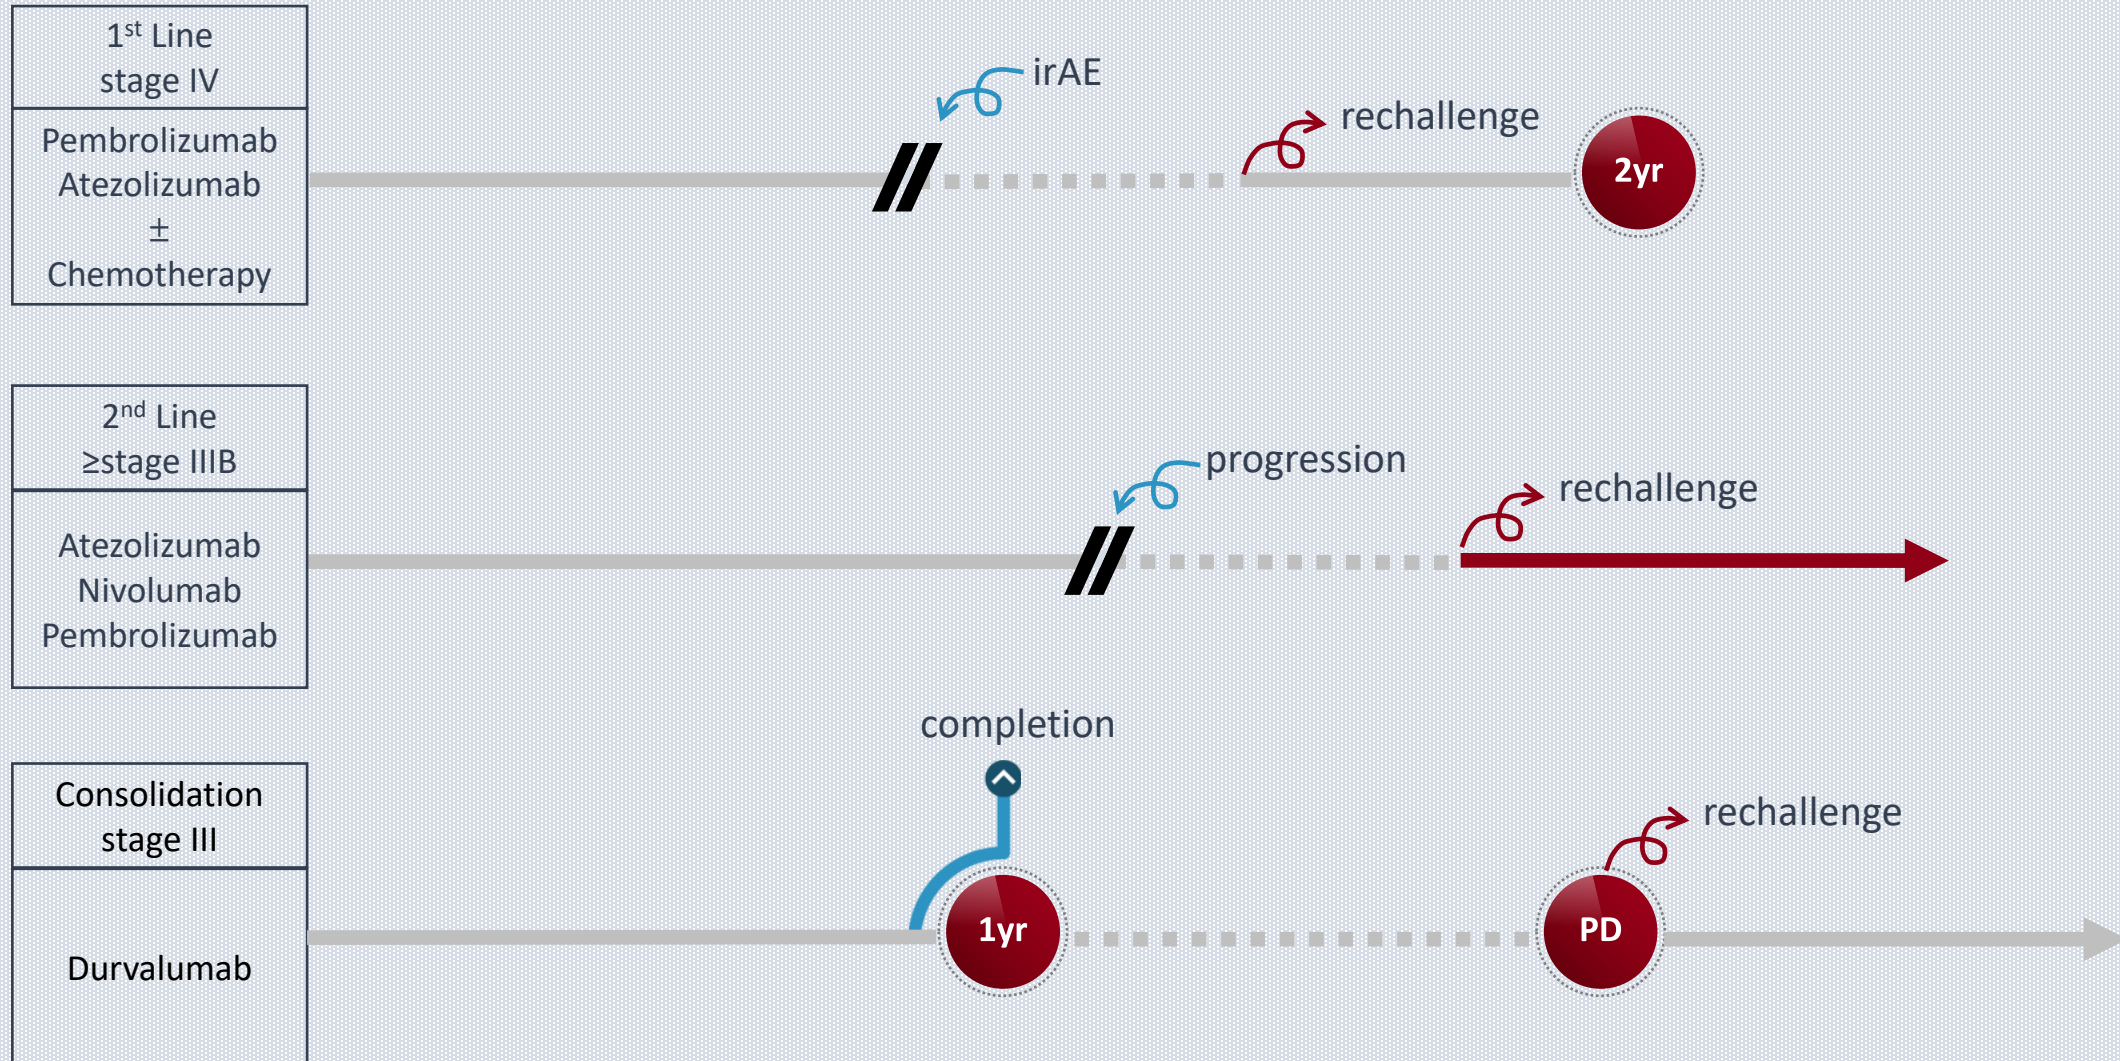 1st Line
stage IV
Pembrolizumab
Atezolizumab
±
Chemotherapy
irAE
rechallenge
2yr
2nd Line
≥stage IIIB
Atezolizumab
Nivolumab
Pembrolizumab
progression
rechallenge
completion
Consolidation
stage III
Durvalumab
1yr
PD
rechallenge